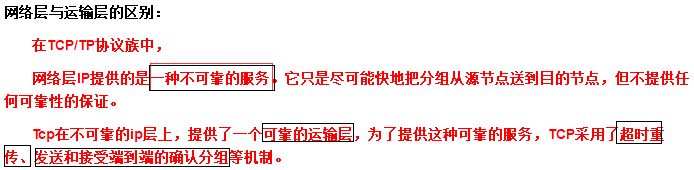 网络层与运输层的区别：
在TCP/TP协议族中，
网络层IP提供的是一种不可靠的服务。它只是尽可能快地把分组从源节点送到目的节点，但不提供任
何可靠性的保证。
Tcp在不可靠的ip层上，提供了一个可靠的运输层，为了提供这种可靠的服务，TCP采用了超时重
传、发送和接受端到端的确认分组等机制。